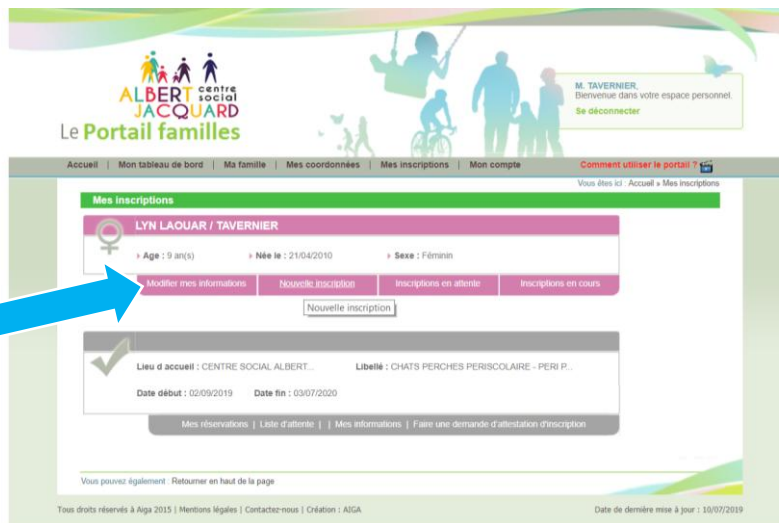 ALBERT centre
social
JACQUARD
Le Portail familles
M. TAVERNIER,
Bienvenue dans votre espace personnel.
Se déconnecter
Accueil | Mon tableau de bord | Ma famille | Mes coordonnées | Mes inscriptions | Mon compte Comment utiliser le portail ?
Vous êtes ici : Accueil » Mes inscriptions
Mes inscriptions
LYN LAOUAR / TAVERNIER
Age : 9 an(s) Née le : 21/04/2010 Sexe : Féminin
Modifier mes informations Nouvelle inscription Inscriptions en attente Inscriptions en cours
Nouvelle inscription
Lieu d accueil : CENTRE SOCIAL ALBERT... Libellé : CHATS PERCHES PERISCOLAIRE - PERI P...
Date début : 02/09/2019 Date fin : 03/07/2020
Mes réservations | Liste d'attente | | Mes informations | Faire une demande d'attestation d'inscription
Vous pouvez également : Retourner en haut de la page
Tous droits réservés à Aiga 2015 | Mentions légales | Contactez-nous | Création : AIGA Date de dernière mise à jour : 10/07/2019